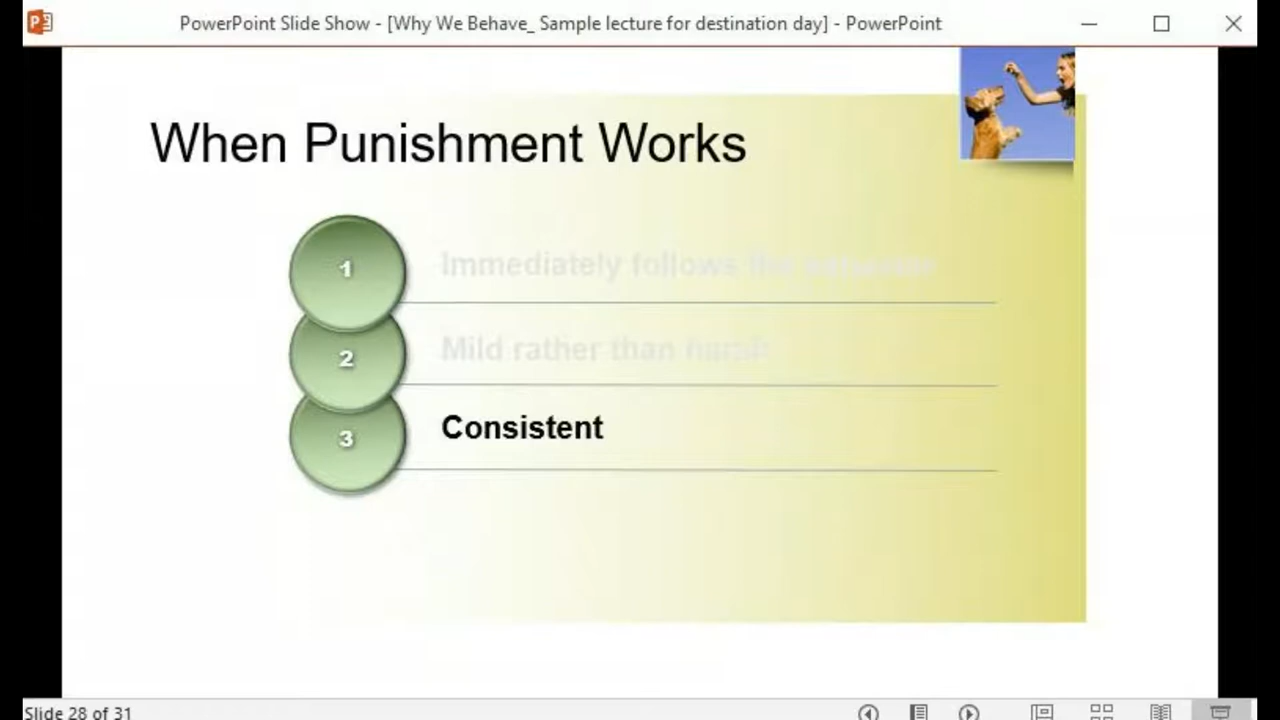 PowerPoint Slide Show - [Why We Behave_ Sample lecture for destination day] - PowerPoint
When Punishment Works
1
Immediately follows the behavior
2
Mild rather than harsh
3
Consistent
Slide 28 of 31